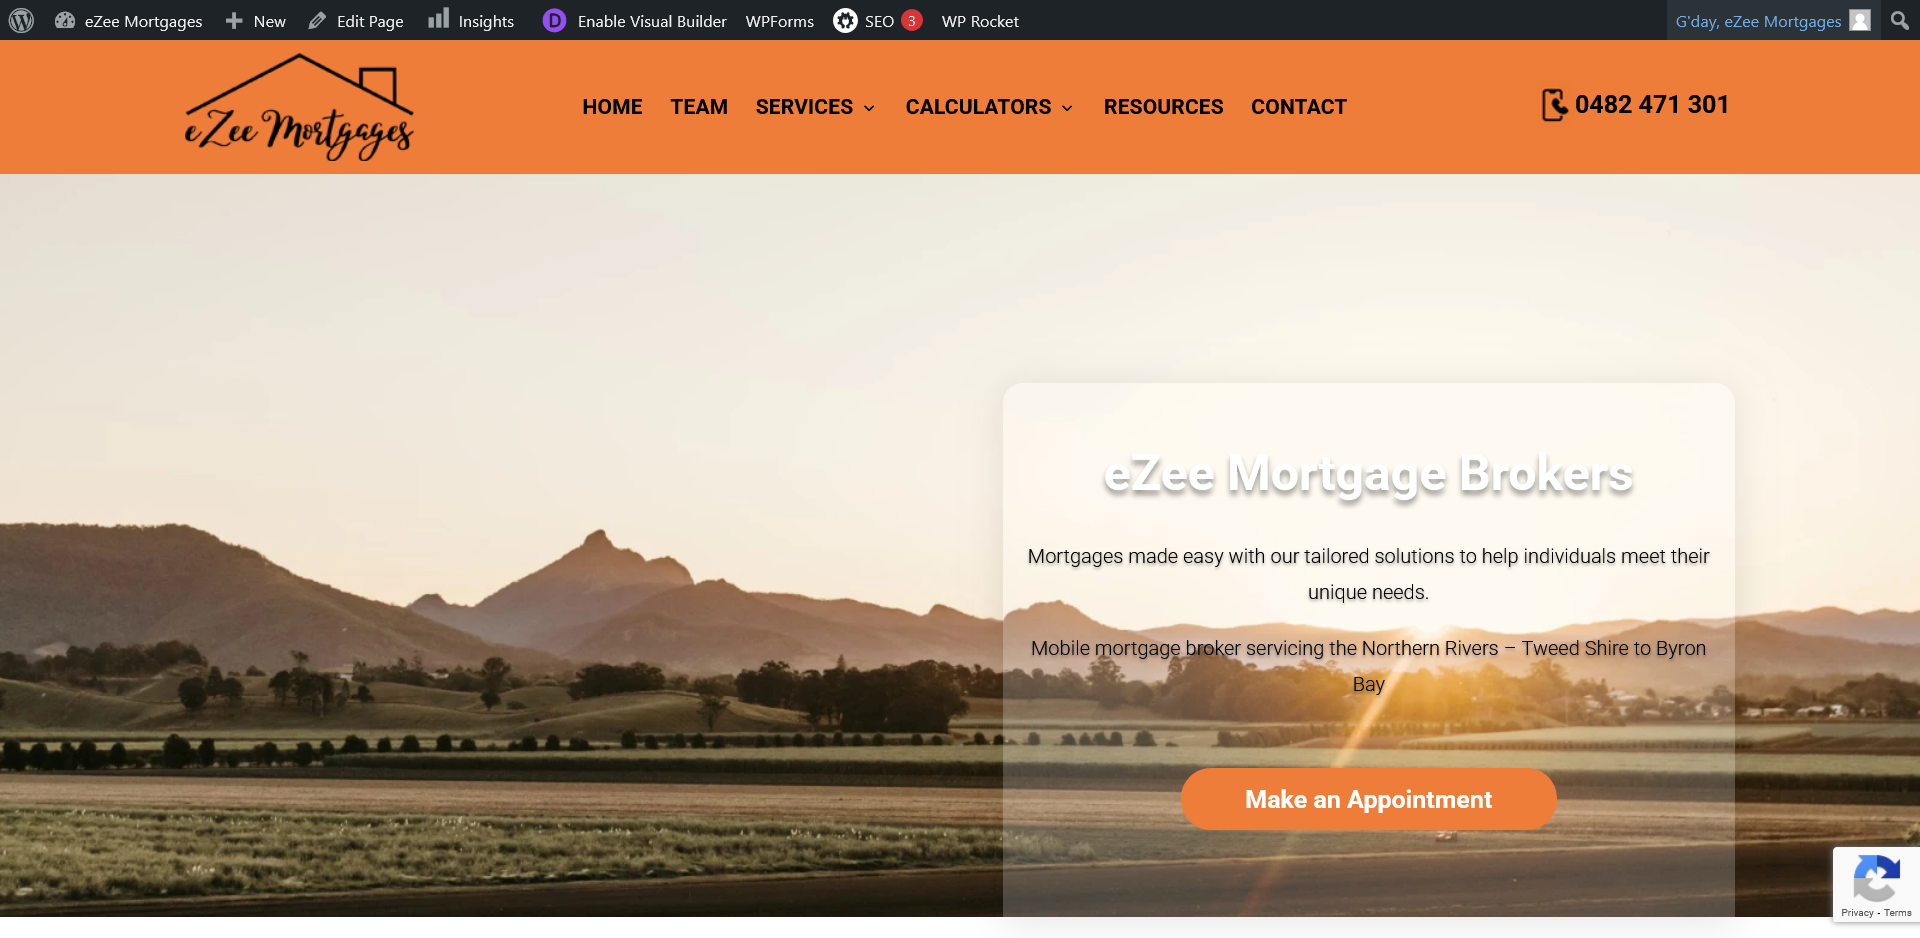 eZee Mortgages New Edit Page Insights Enable Visual Builder WPForms SEO 3 WP Rocket G'day, eZee Mortgages
eZee Mortgages
HOME TEAM SERVICES CALCULATORS RESOURCES CONTACT
0482 471 301
eZee Mortgage Brokers
Mortgages made easy with our tailored solutions to help individuals meet their
unique needs.
Mobile mortgage broker servicing the Northern Rivers – Tweed Shire to Byron
Bay
Make an Appointment
Privacy - Terms